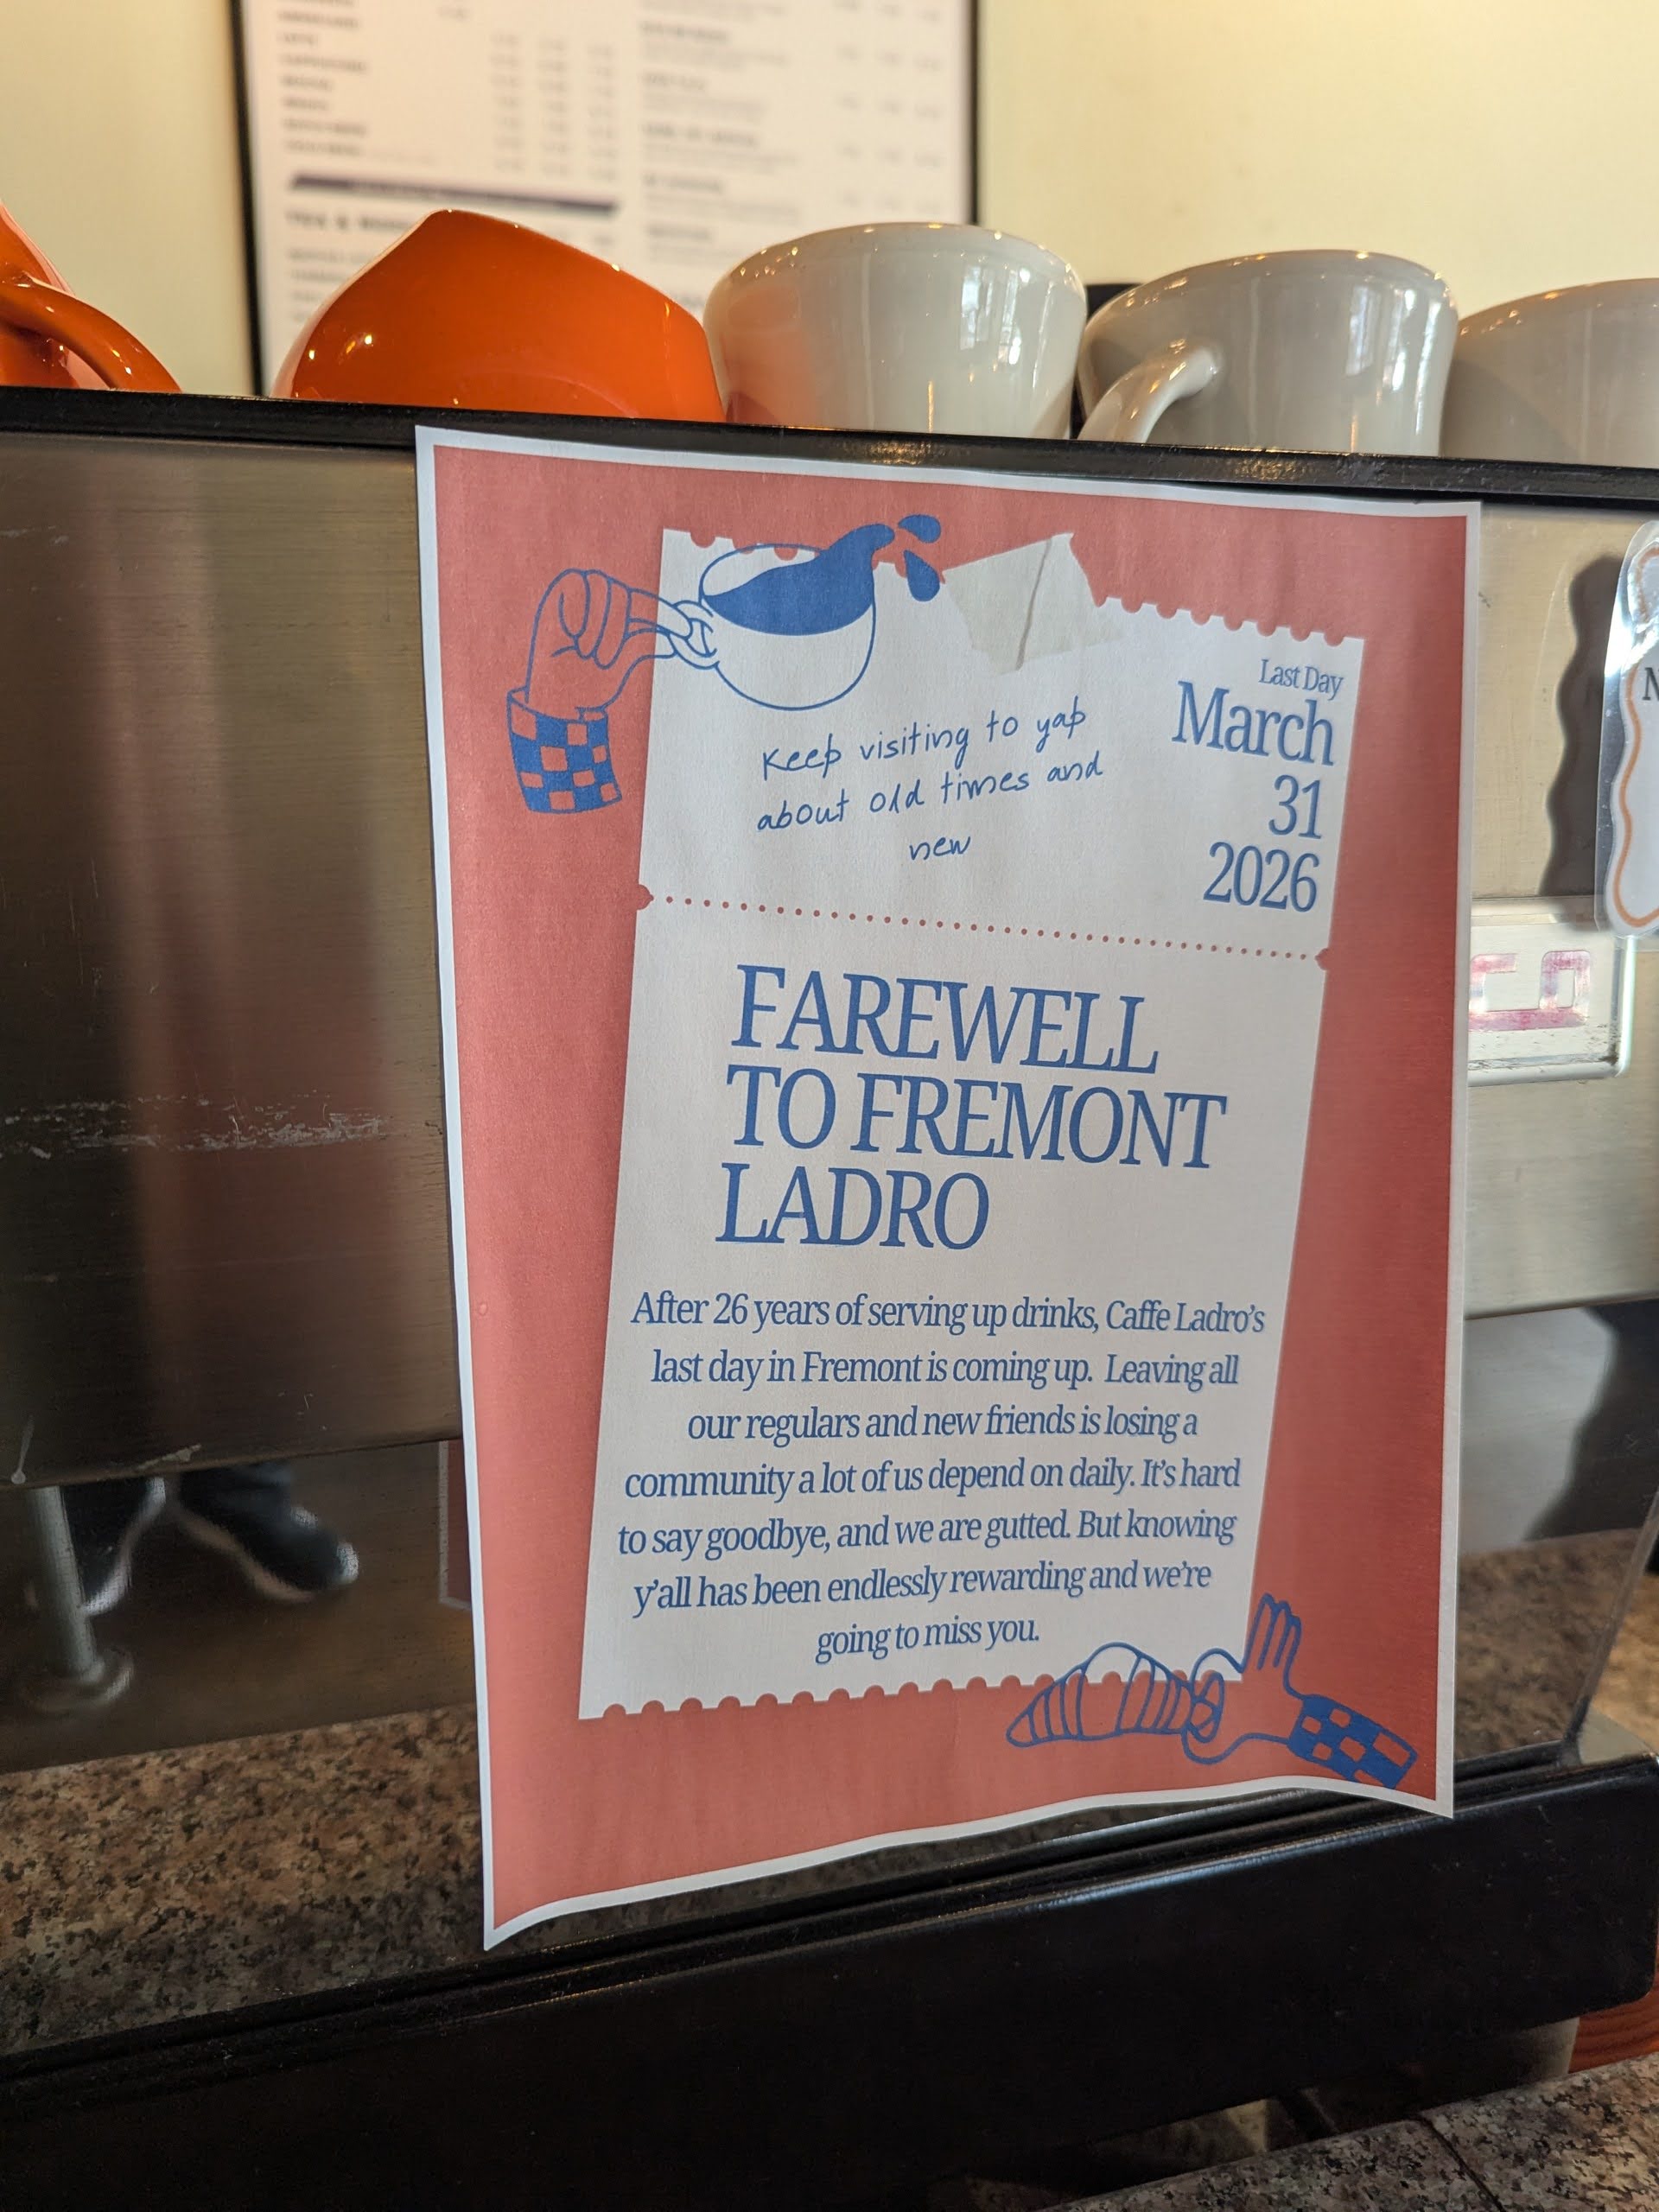 Keep visiting to yap
about old times and
new
Last Day
March
31
2026
FAREWELL
TO FREMONT
LADRO
After 26 years of serving up drinks, Caffe Ladro's
last day in Fremont is coming up. Leaving all
our regulars and new friends is losing a
community a lot of us depend on daily. It's hard
to say goodbye, and we are gutted. But knowing
y'all has been endlessly rewarding and we're
going to miss you.